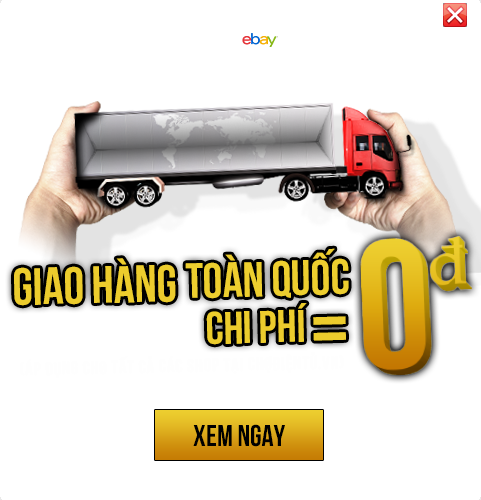 ebay
GIAO HÀNG TOÀN QUỐC
CHI PHÍ = 0đ
XEM NGAY